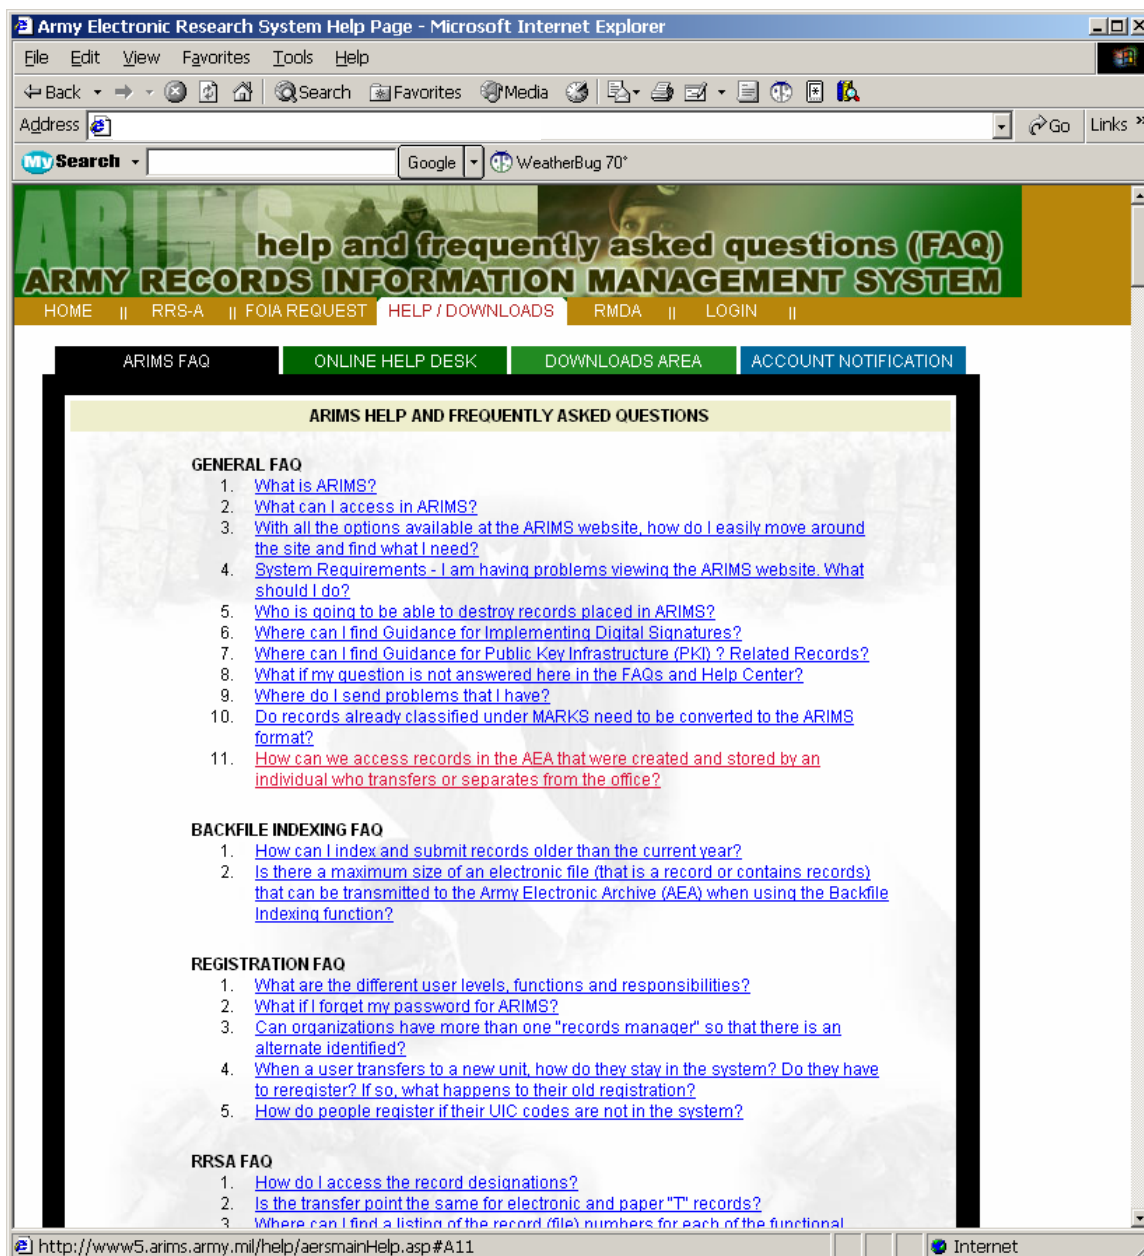 Army Electronic Research System Help Page - Microsoft Internet Explorer
File Edit View Favorites Tools Help
Back Search Favorites Media
Address Go Links »
My Search Google WeatherBug 70°
ARIMS
help and frequently asked questions (FAQ)
ARMY RECORDS INFORMATION MANAGEMENT SYSTEM
HOME || RRS-A || FOIA REQUEST HELP / DOWNLOADS RMDA || LOGIN ||
ARIMS FAQ ONLINE HELP DESK DOWNLOADS AREA ACCOUNT NOTIFICATION
ARIMS HELP AND FREQUENTLY ASKED QUESTIONS
GENERAL FAQ
1. What is ARIMS?
2. What can I access in ARIMS?
3. With all the options available at the ARIMS website, how do I easily move around
the site and find what I need?
4. System Requirements - I am having problems viewing the ARIMS website. What
should I do?
5. Who is going to be able to destroy records placed in ARIMS?
6. Where can I find Guidance for Implementing Digital Signatures?
7. Where can I find Guidance for Public Key Infrastructure (PKI) ? Related Records?
8. What if my question is not answered here in the FAQs and Help Center?
9. Where do I send problems that I have?
10. Do records already classified under MARKS need to be converted to the ARIMS
format?
11. How can we access records in the AEA that were created and stored by an
individual who transfers or separates from the office?
BACKFILE INDEXING FAQ
1. How can I index and submit records older than the current year?
2. Is there a maximum size of an electronic file (that is a record or contains records)
that can be transmitted to the Army Electronic Archive (AEA) when using the Backfile
Indexing function?
REGISTRATION FAQ
1. What are the different user levels, functions and responsibilities?
2. What if I forget my password for ARIMS?
3. Can organizations have more than one "records manager" so that there is an
alternate identified?
4. When a user transfers to a new unit, how do they stay in the system? Do they have
to reregister? If so, what happens to their old registration?
5. How do people register if their UIC codes are not in the system?
RRSA FAQ
1. How do I access the record designations?
2. Is the transfer point the same for electronic and paper "T" records?
3. Where can I find a listing of the record (file) numbers for each of the functional
http://www5.arims.army.mil/help/aersmainHelp.asp#A11 Internet